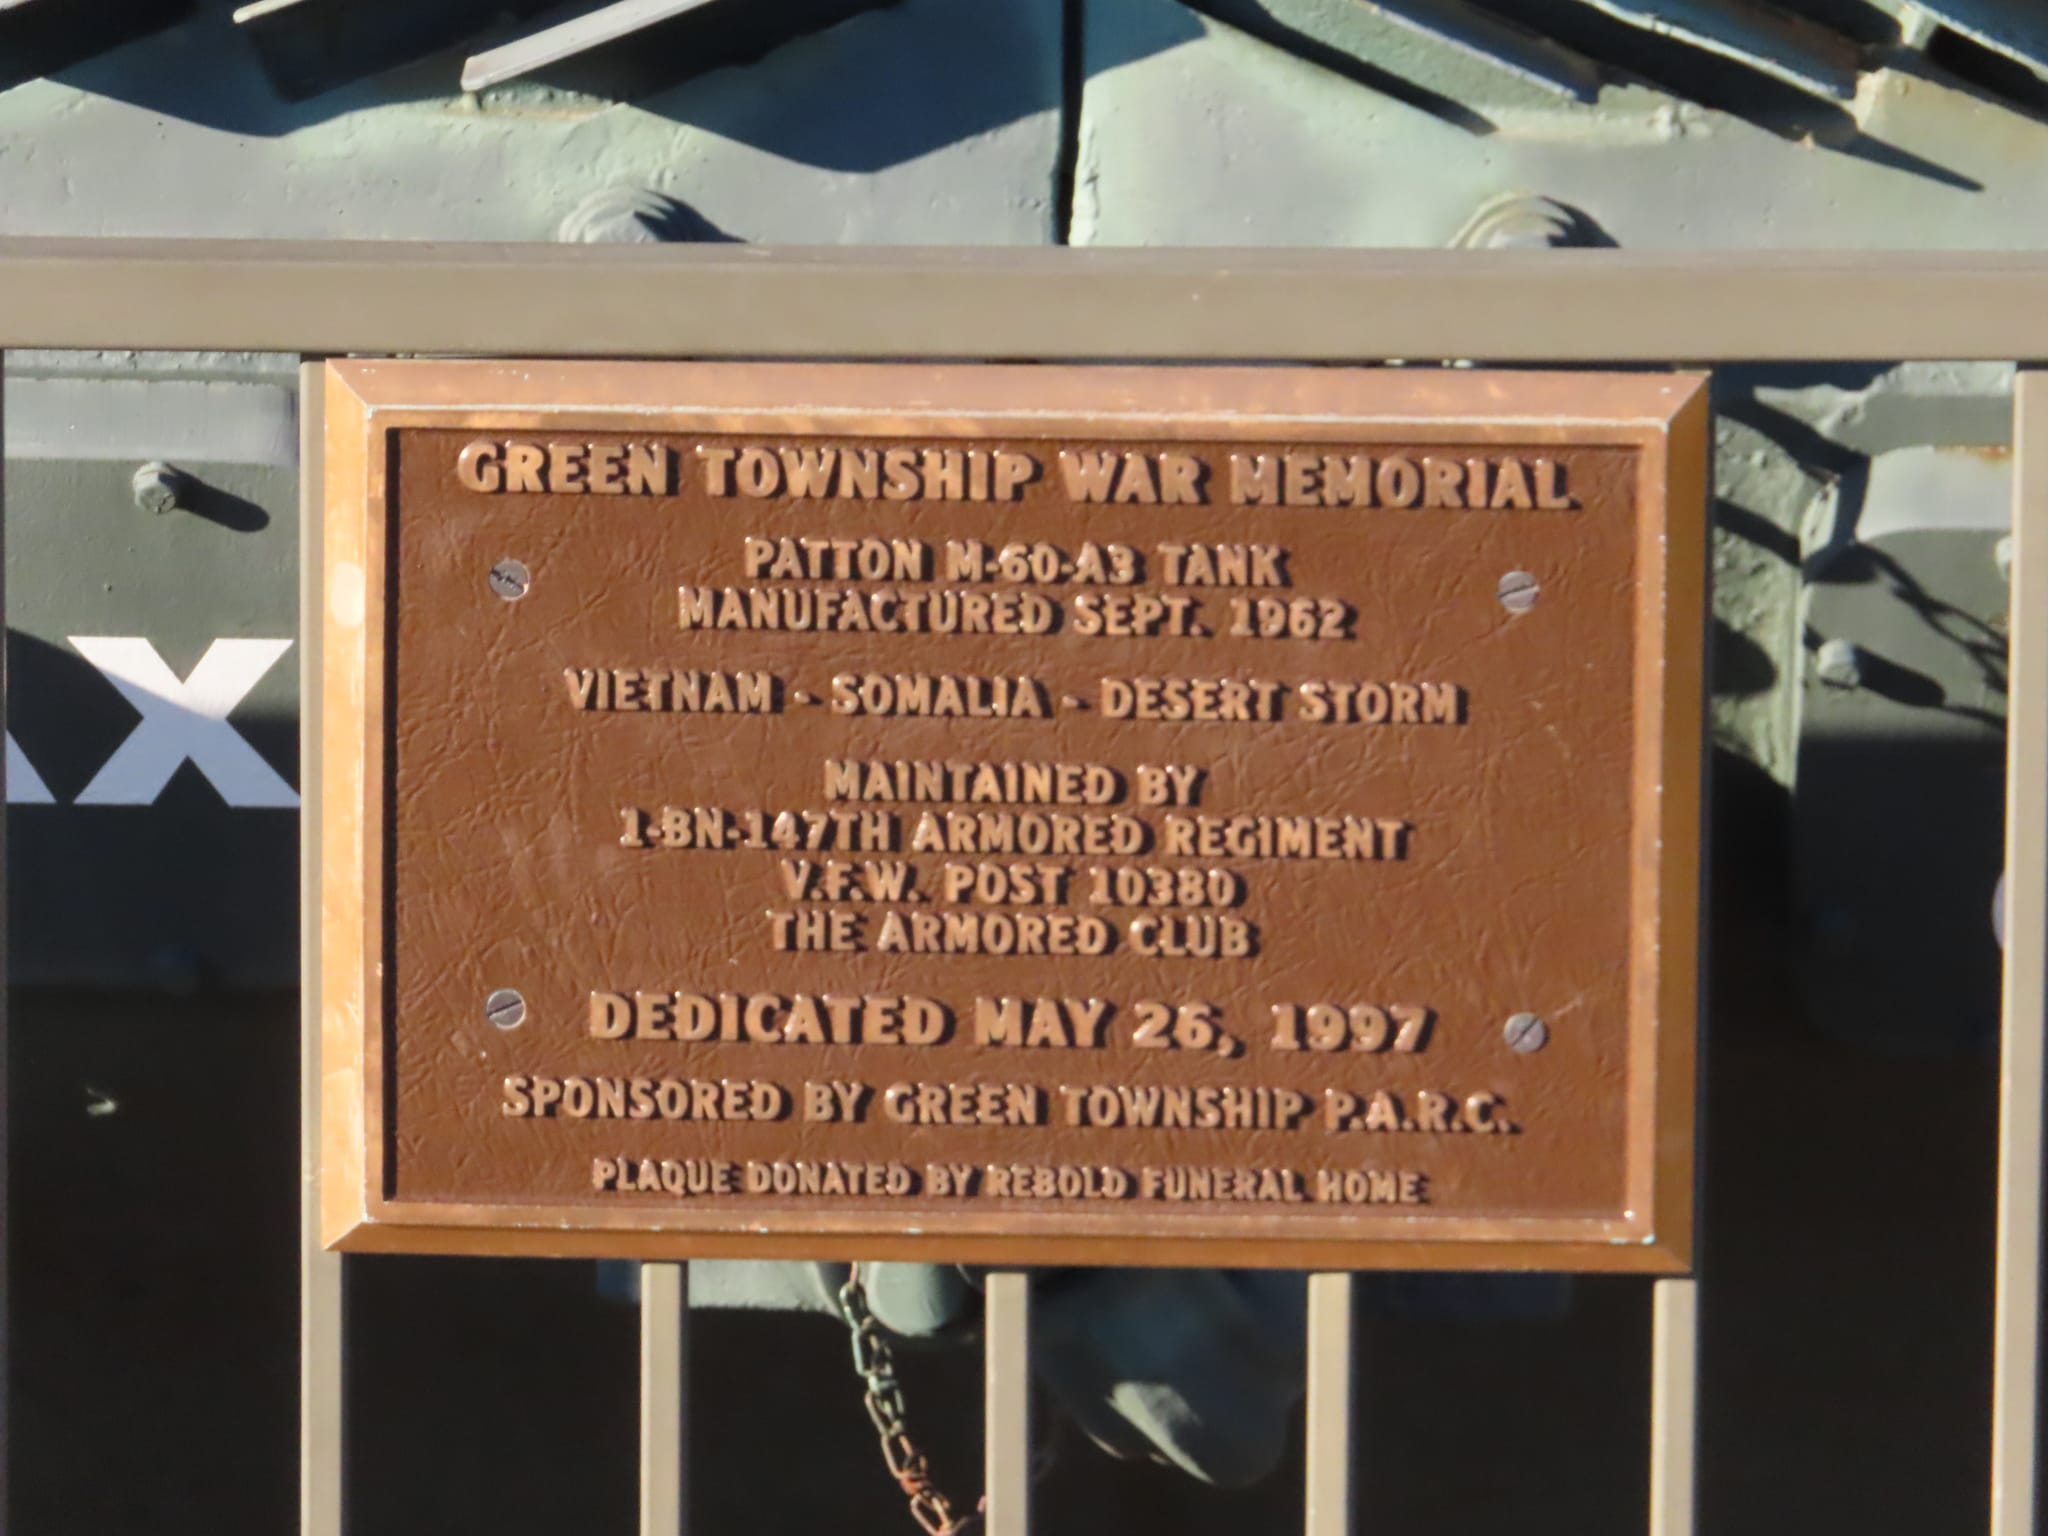 GREEN TOWNSHIP WAR MEMORIAL
PATTON M-60-A3 TANK
MANUFACTURED SEPT. 1962
VIETNAM - SOMALIA - DESERT STORM
MAINTAINED BY
1-BN-147TH ARMORED REGIMENT
V.F.W. POST 10380
THE ARMORED CLUB
DEDICATED MAY 26, 1997
SPONSORED BY GREEN TOWNSHIP P.A.R.C.
PLAQUE DONATED BY REBOLD FUNERAL HOME